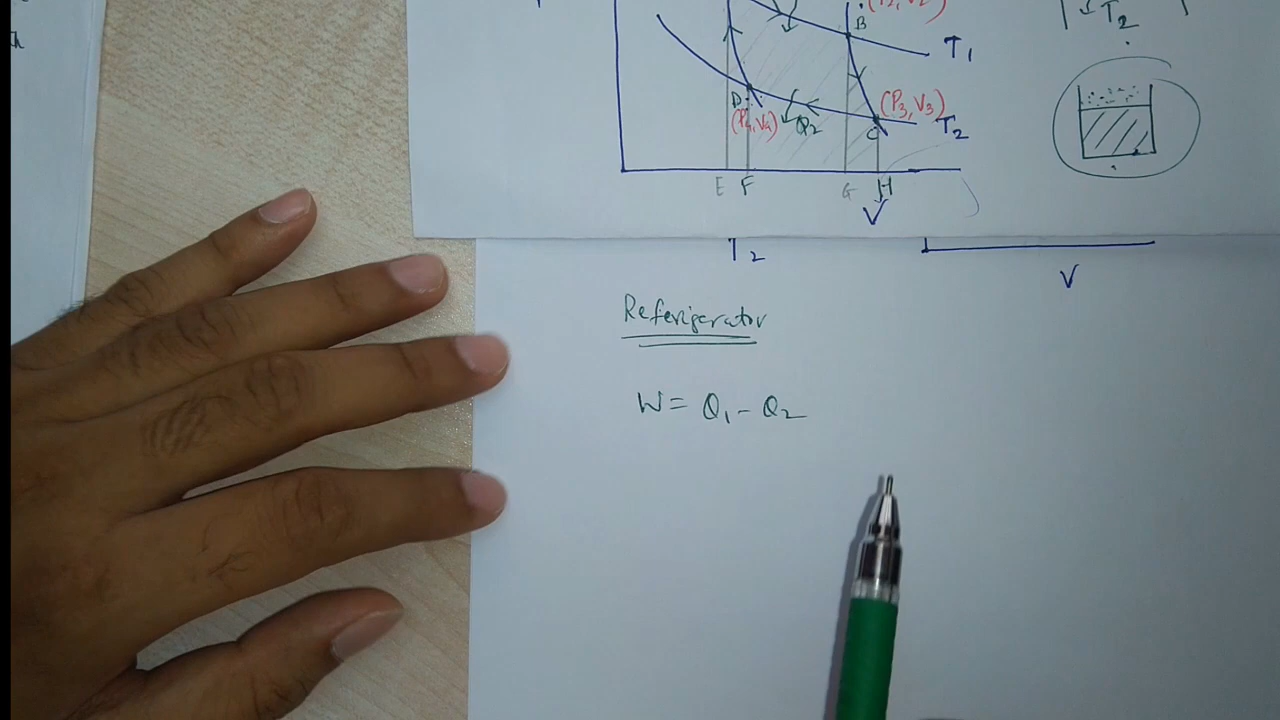 B
T₁
T₂
D
(P₃,V₃)
(P₄,V₄)
Q₂
C
T₂
E F G H
V
T₂
V
Referigerator
W = Q₁ - Q₂